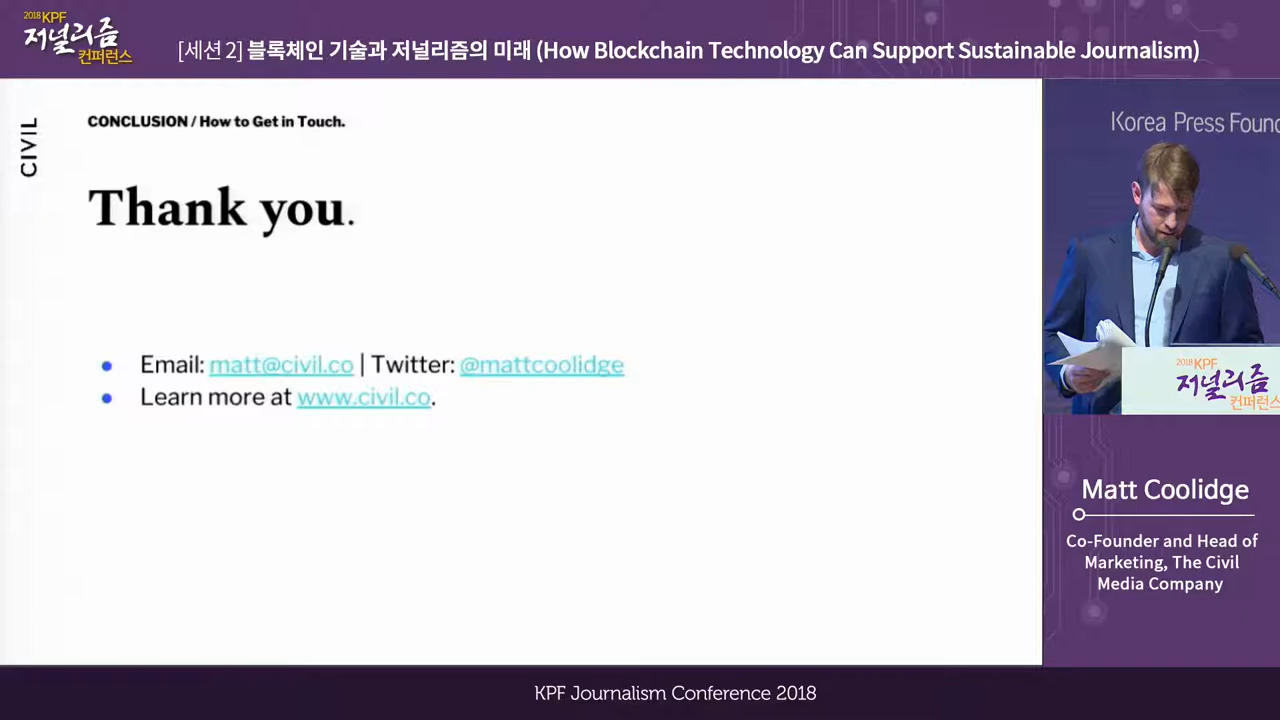 2018 KPF
저널리즘
컨퍼런스
[세션 2] 블록체인 기술과 저널리즘의 미래 (How Blockchain Technology Can Support Sustainable Journalism)
CIVIL
CONCLUSION / How to Get in Touch.
Thank you.
Email: matt@civil.co | Twitter: @mattcoolidge
Learn more at www.civil.co.
Korea Press Found
2018 KPF
저널리즘
컨퍼런스
Matt Coolidge
Co-Founder and Head of
Marketing, The Civil
Media Company
KPF Journalism Conference 2018